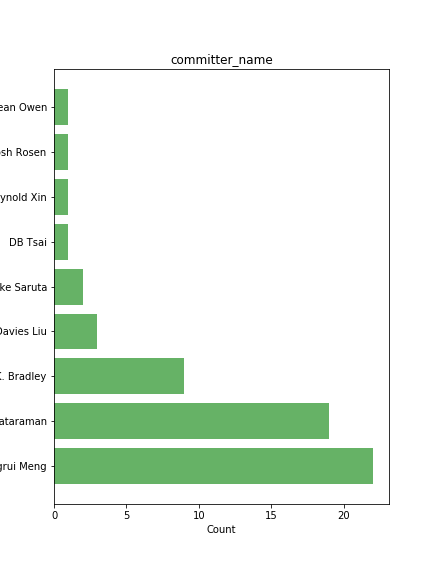 committer_name
ean Owen
sh Rosen
ynold Xin
DB Tsai
ke Saruta
Davies Liu
K. Bradley
ataraman
grui Meng
0 5 10 15 20
Count